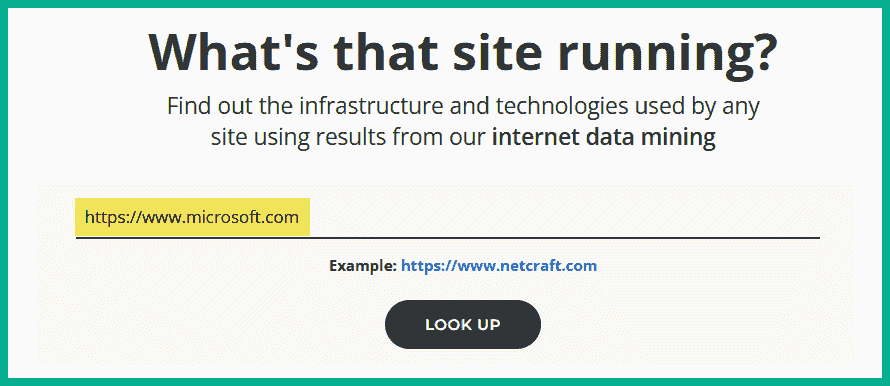 What's that site running?
Find out the infrastructure and technologies used by any
site using results from our internet data mining
https://www.microsoft.com
Example: https://www.netcraft.com
LOOK UP